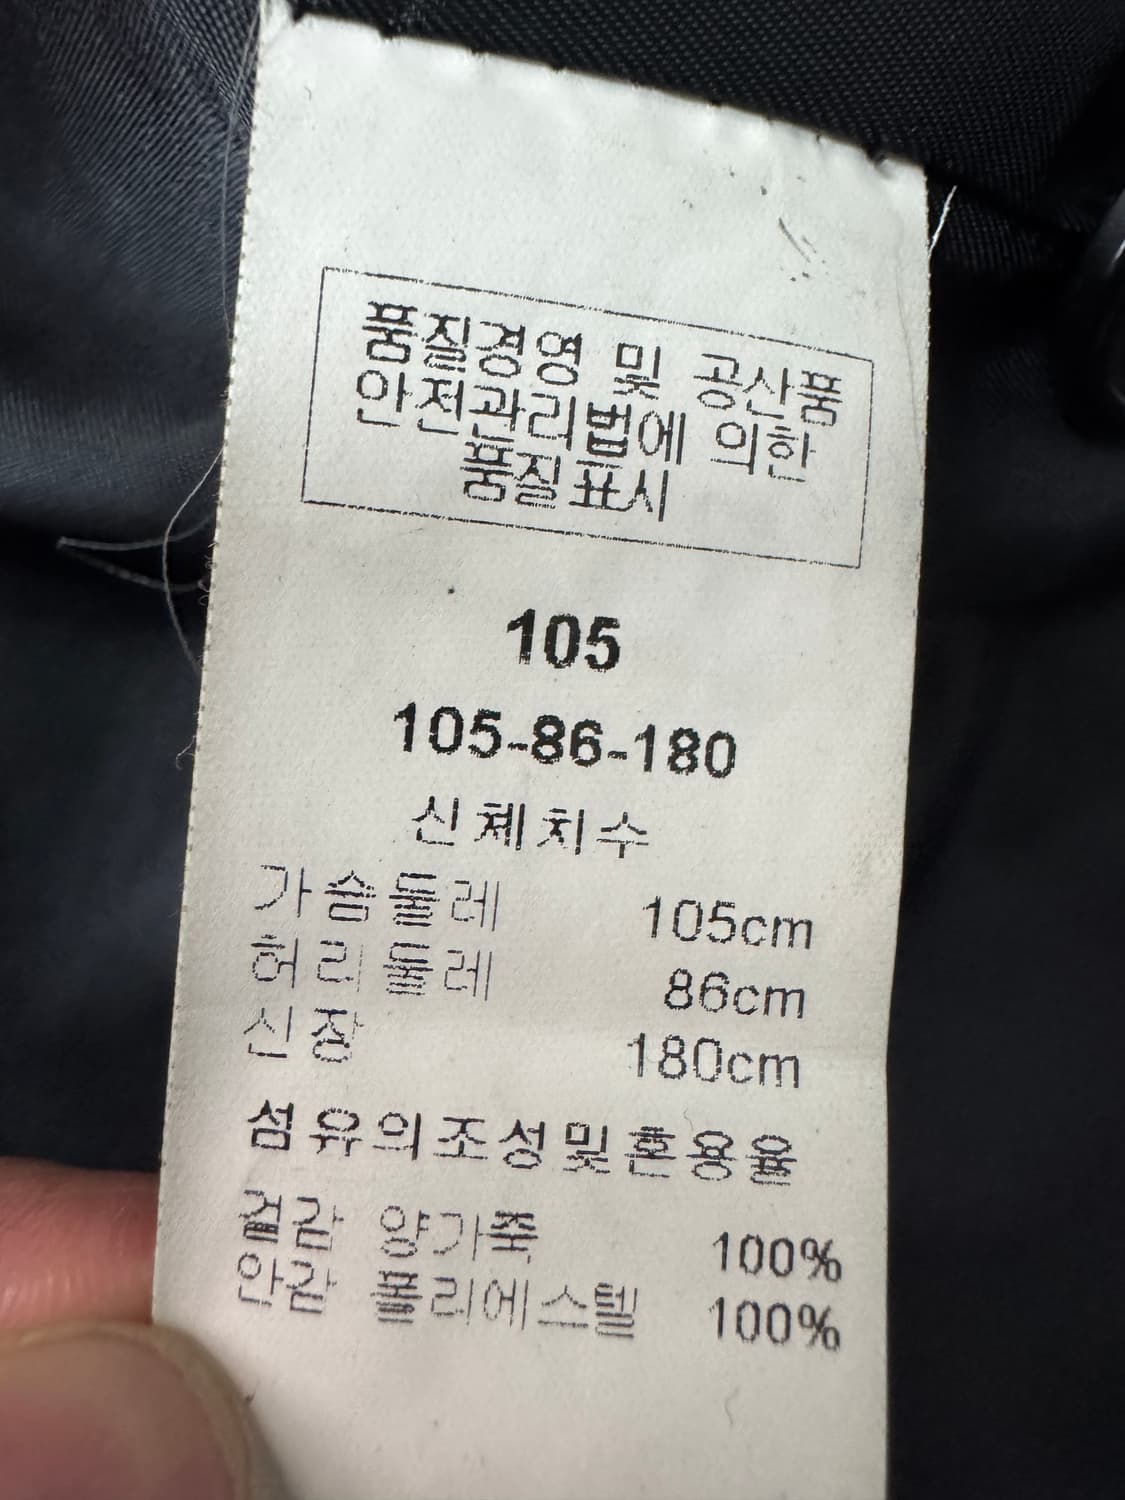 품질경영 및 공산품
안전관리법에 의한
품질표시
105
105-86-180
신체치수
가슴둘레 105cm
허리둘레 86cm
신장 180cm
섬유의조성및혼용율
겉감 양가죽 100%
안감 폴리에스텔 100%